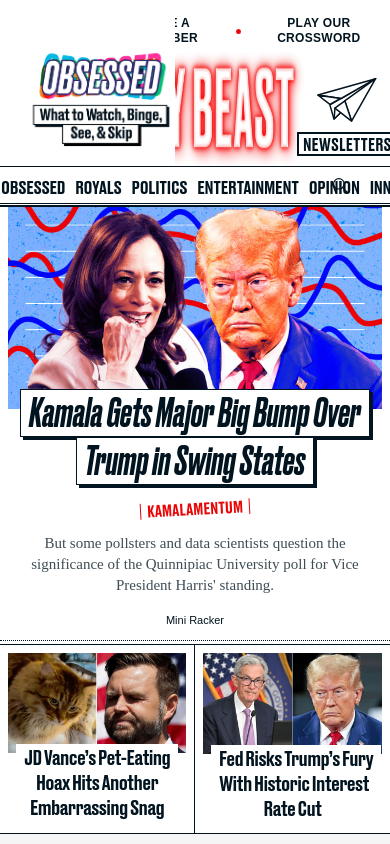 E A
BER
PLAY OUR
CROSSWORD
OBSESSED
What to Watch, Binge,
See, & Skip
Y BEAST
NEWSLETTERS
OBSESSED ROYALS POLITICS ENTERTAINMENT OPINION INN
Kamala Gets Major Big Bump Over
Trump in Swing States
KAMALAMENTUM
But some pollsters and data scientists question the
significance of the Quinnipiac University poll for Vice
President Harris' standing.
Mini Racker
JD Vance’s Pet-Eating
Hoax Hits Another
Embarrassing Snag
Fed Risks Trump’s Fury
With Historic Interest
Rate Cut